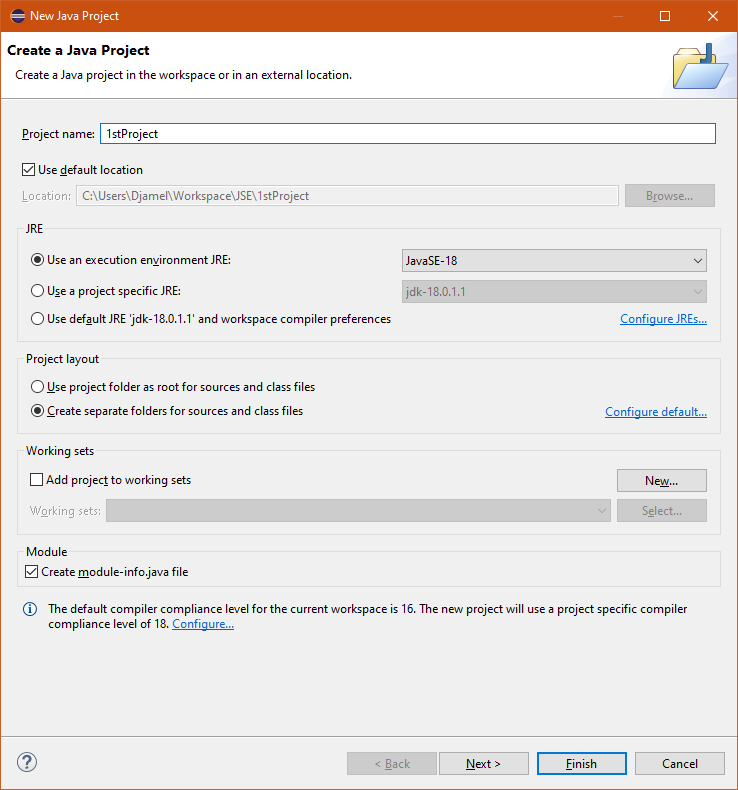 New Java Project
Create a Java Project
Create a Java project in the workspace or in an external location.
Project name: 1stProject
Use default location
Location: C:\Users\Djamel\Workspace\JSE\1stProject Browse...
JRE
Use an execution environment JRE: JavaSE-18
Use a project specific JRE: jdk-18.0.1.1
Use default JRE 'jdk-18.0.1.1' and workspace compiler preferences Configure JREs...
Project layout
Use project folder as root for sources and class files
Create separate folders for sources and class files Configure default...
Working sets
Add project to working sets New...
Working sets: Select...
Module
Create module-info.java file
The default compiler compliance level for the current workspace is 16. The new project will use a project specific compiler
compliance level of 18. Configure...
? < Back Next > Finish Cancel